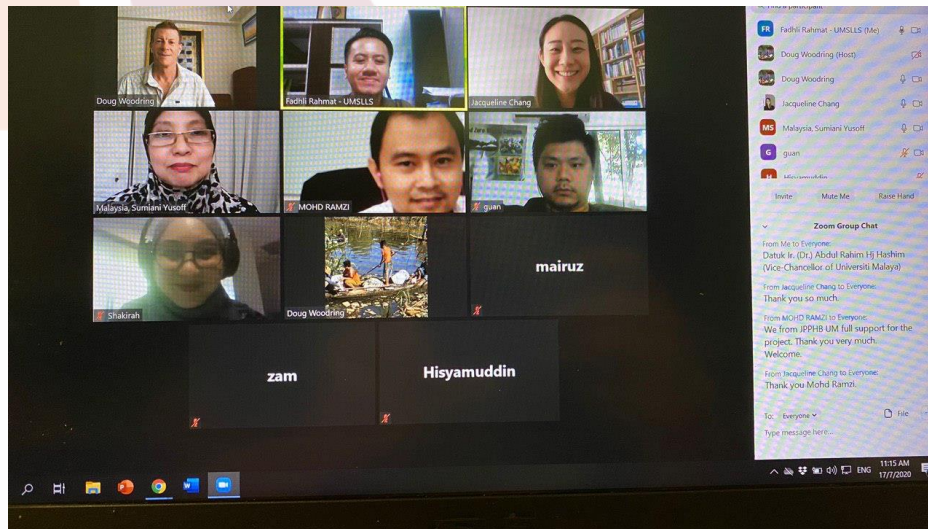 Doug Woodring
Fadhli Rahmat - UMSLLS
Jacqueline Chang
Malaysia, Sumiani Yusoff
MOHD RAMZI
guan
Shakirah
Doug Woodring
mairuz
zam
Hisyamuddin
Find a participant
FR Fadhli Rahmat - UMSLLS (Me)
Doug Woodring (Host)
Doug Woodring
Jacqueline Chang
MS Malaysia, Sumiani Yusoff
G guan
H Hisyamuddin
Invite Mute Me Raise Hand
Zoom Group Chat
From Me to Everyone:
Datuk Ir. (Dr.) Abdul Rahim Hj Hashim
(Vice-Chancellor of Universiti Malaya)
From Jacqueline Chang to Everyone:
Thank you so much.
From MOHD RAMZI to Everyone:
We from JPPHB UM full support for the
project. Thank you very much.
Welcome.
From Jacqueline Chang to Everyone:
Thank you Mohd Ramzi.
To: Everyone File
Type message here...
ENG
11:15 AM
17/7/2020